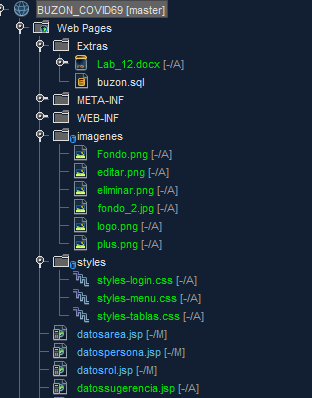 BUZON_COVID69 [master]
Web Pages
Extras
Lab_12.docx [-/A]
buzon.sql
META-INF
WEB-INF
imagenes
Fondo.png [-/A]
editar.png [-/A]
eliminar.png [-/A]
fondo_2.jpg [-/A]
logo.png [-/A]
plus.png [-/A]
styles
styles-login.css [-/A]
styles-menu.css [-/A]
styles-tablas.css [-/A]
datosarea.jsp [-/M]
datospersona.jsp [-/M]
datosrol.jsp [-/M]
datossugerencia.jsp [-/A]